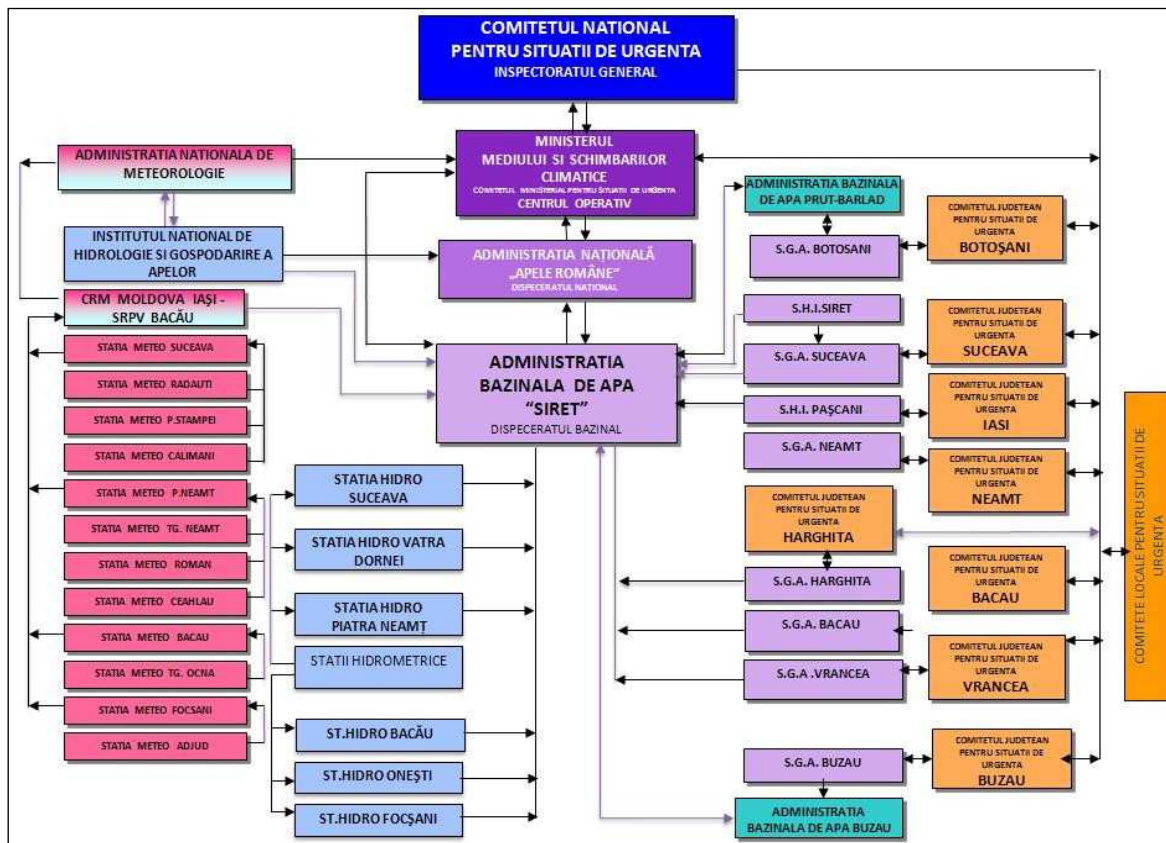 COMITETUL NATIONAL
PENTRU SITUATII DE URGENTA
INSPECTORATUL GENERAL
MINISTERUL
MEDIULUI SI SCHIMBARILOR
CLIMATICE
COMITETUL MINISTERIAL PENTRU SITUATII DE URGENTA
CENTRUL OPERATIV
ADMINISTRATIA NATIONALA DE
METEOROLOGIE
INSTITUTUL NATIONAL DE
HIDROLOGIE SI GOSPODARIRE A
APELOR
ADMINISTRATIA NAȚIONALĂ
„APELE ROMÂNE”
DISPECERATUL NAȚIONAL
CRM MOLDOVA IAȘI -
SRPV BACĂU
ADMINISTRATIA
BAZINALA DE APA
“SIRET”
DISPECERATUL BAZINAL
STATIA METEO SUCEAVA
STATIA METEO RADAUTI
STATIA METEO P.STAMPEI
STATIA METEO CALIMANI
STATIA METEO P.NEAMT
STATIA METEO TG. NEAMT
STATIA METEO ROMAN
STATIA METEO CEAHLAU
STATIA METEO BACAU
STATIA METEO TG. OCNA
STATIA METEO FOCSANI
STATIA METEO ADJUD
STATIA HIDRO
SUCEAVA
STATIA HIDRO VATRA
DORNEI
STATIA HIDRO
PIATRA NEAMȚ
STATII HIDROMETRICE
ST.HIDRO BACĂU
ST.HIDRO ONEȘTI
ST.HIDRO FOCȘANI
ADMINISTRATIA BAZINALA
DE APA PRUT-BARLAD
S.G.A. BOTOSANI
S.H.I.SIRET
S.G.A. SUCEAVA
S.H.I. PAȘCANI
S.G.A. NEAMT
COMITETUL JUDETEAN
PENTRU SITUATII DE
URGENTA
HARGHITA
S.G.A. HARGHITA
S.G.A. BACAU
S.G.A .VRANCEA
S.G.A. BUZAU
ADMINISTRATIA
BAZINALA DE APA BUZAU
COMITETUL JUDETEAN
PENTRU SITUATII DE
URGENTA
BOTOȘANI
COMITETUL JUDETEAN
PENTRU SITUATII DE
URGENTA
SUCEAVA
COMITETUL JUDETEAN
PENTRU SITUATII DE
URGENTA
IASI
COMITETUL JUDETEAN
PENTRU SITUATII DE
URGENTA
NEAMT
COMITETUL JUDETEAN
PENTRU SITUATII DE
URGENTA
BACAU
COMITETUL JUDETEAN
PENTRU SITUATII DE
URGENTA
VRANCEA
COMITETUL JUDETEAN
PENTRU SITUATII DE
URGENTA
BUZAU
COMITETE LOCALE PENTRU SITUATII DE
URGENTA